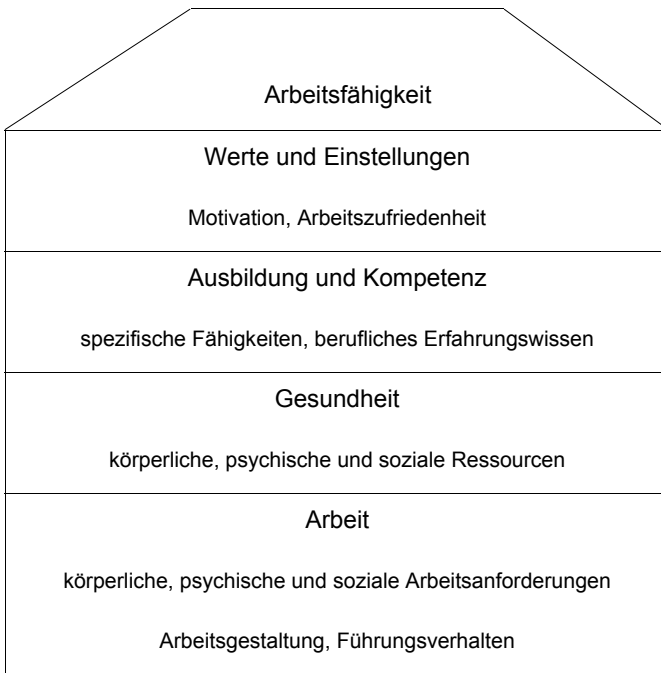 Arbeitsfähigkeit
Werte und Einstellungen
Motivation, Arbeitszufriedenheit
Ausbildung und Kompetenz
spezifische Fähigkeiten, berufliches Erfahrungswissen
Gesundheit
körperliche, psychische und soziale Ressourcen
Arbeit
körperliche, psychische und soziale Arbeitsanforderungen
Arbeitsgestaltung, Führungsverhalten